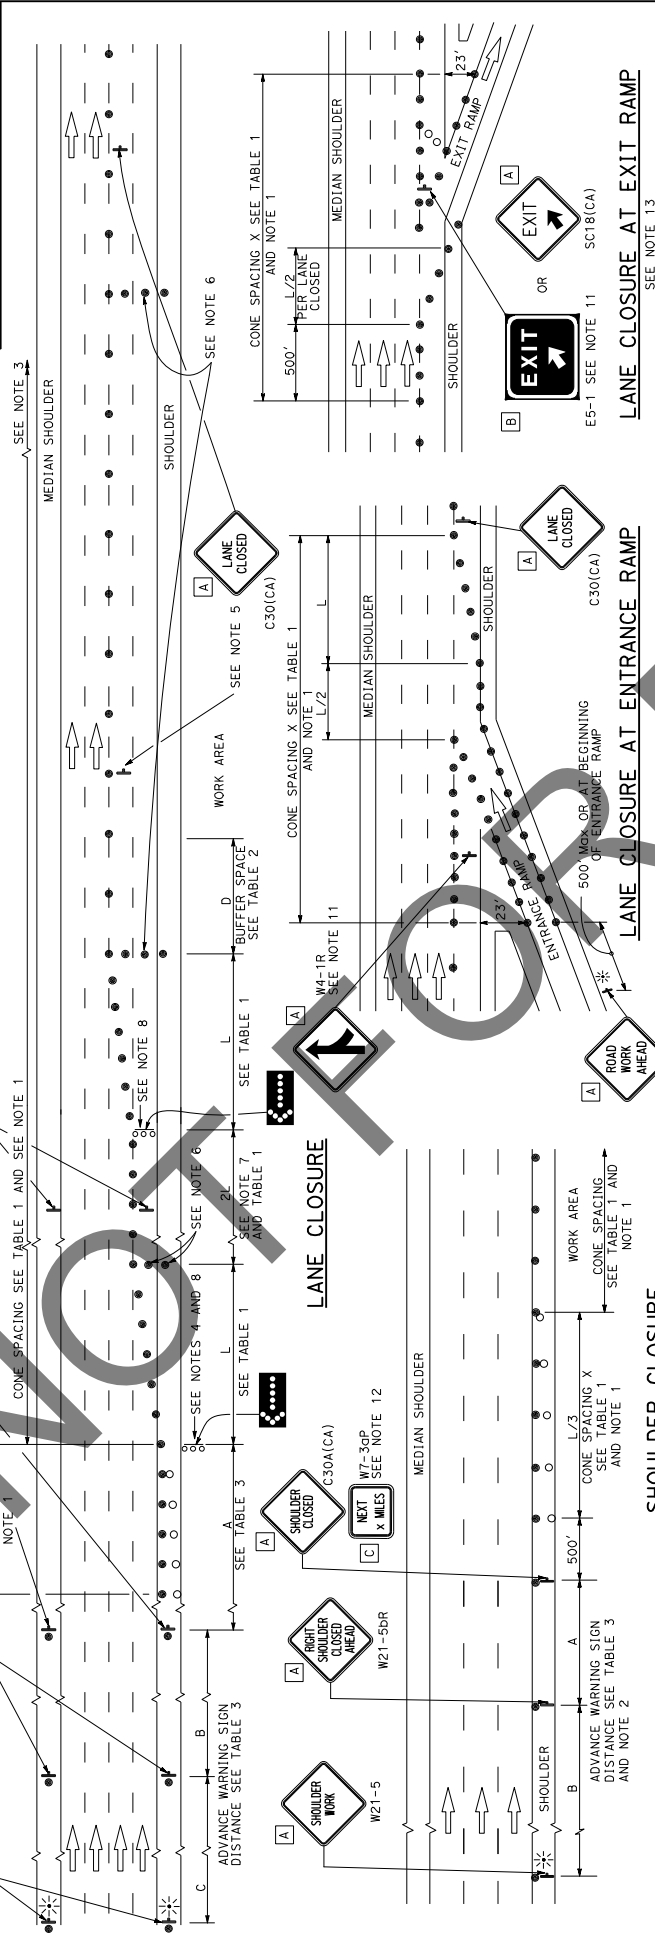 CONE SPACING SEE TABLE 1 AND SEE NOTE 1
SEE NOTE 3
MEDIAN SHOULDER
SHOULDER
NOTE 1
C
B
ADVANCE WARNING SIGN
DISTANCE SEE TABLE 3
A
SEE TABLE 3
SEE NOTES 4 AND 8
L
SEE TABLE 1
SEE NOTE 6
2L
SEE NOTE 7
AND TABLE 1
SEE NOTE 8
L
SEE TABLE 1
D
BUFFER SPACE
SEE TABLE 2
WORK AREA
SEE NOTE 5
A
LANE
CLOSED
C30(CA)
SEE NOTE 6
LANE CLOSURE
A
SHOULDER
WORK
W21-5
A
RIGHT
SHOULDER
CLOSED
AHEAD
W21-5bR
A
SHOULDER
CLOSED
C30A(CA)
C
NEXT
X MILES
W7-3aP
SEE NOTE 12
MEDIAN SHOULDER
SHOULDER
B
A
ADVANCE WARNING SIGN
DISTANCE SEE TABLE 3
AND NOTE 2
500'
L/3
CONE SPACING X
SEE TABLE 1
AND NOTE 1
WORK AREA
CONE SPACING
SEE TABLE 1 AND
NOTE 1
SHOULDER CLOSURE
A
W4-1R
SEE NOTE 11
CONE SPACING X SEE TABLE 1
AND NOTE 1
L/2
L
MEDIAN SHOULDER
SHOULDER
23'
ENTRANCE RAMP
500' Max OR AT BEGINNING
OF ENTRANCE RAMP
A
ROAD
WORK
AHEAD
A
LANE
CLOSED
C30(CA)
LANE CLOSURE AT ENTRANCE RAMP
CONE SPACING X SEE TABLE 1
AND NOTE 1
500'
L/2
PER LANE
CLOSED
MEDIAN SHOULDER
SHOULDER
23'
EXIT RAMP
B
EXIT
E5-1 SEE NOTE 11
OR
A
EXIT
SC18(CA)
LANE CLOSURE AT EXIT RAMP
SEE NOTE 13
NOT FOR